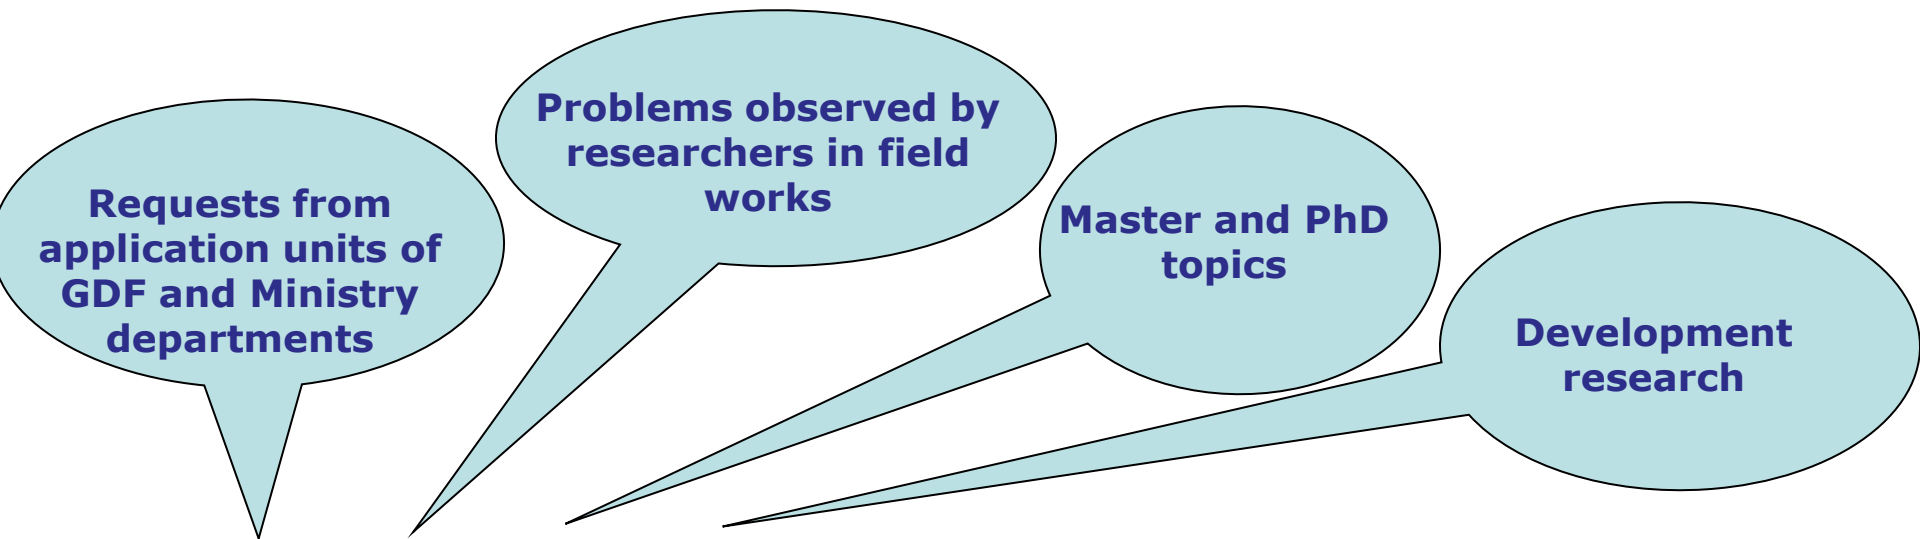 Requests from
application units of
GDF and Ministry
departments
Problems observed by
researchers in field
works
Master and PhD
topics
Development
research